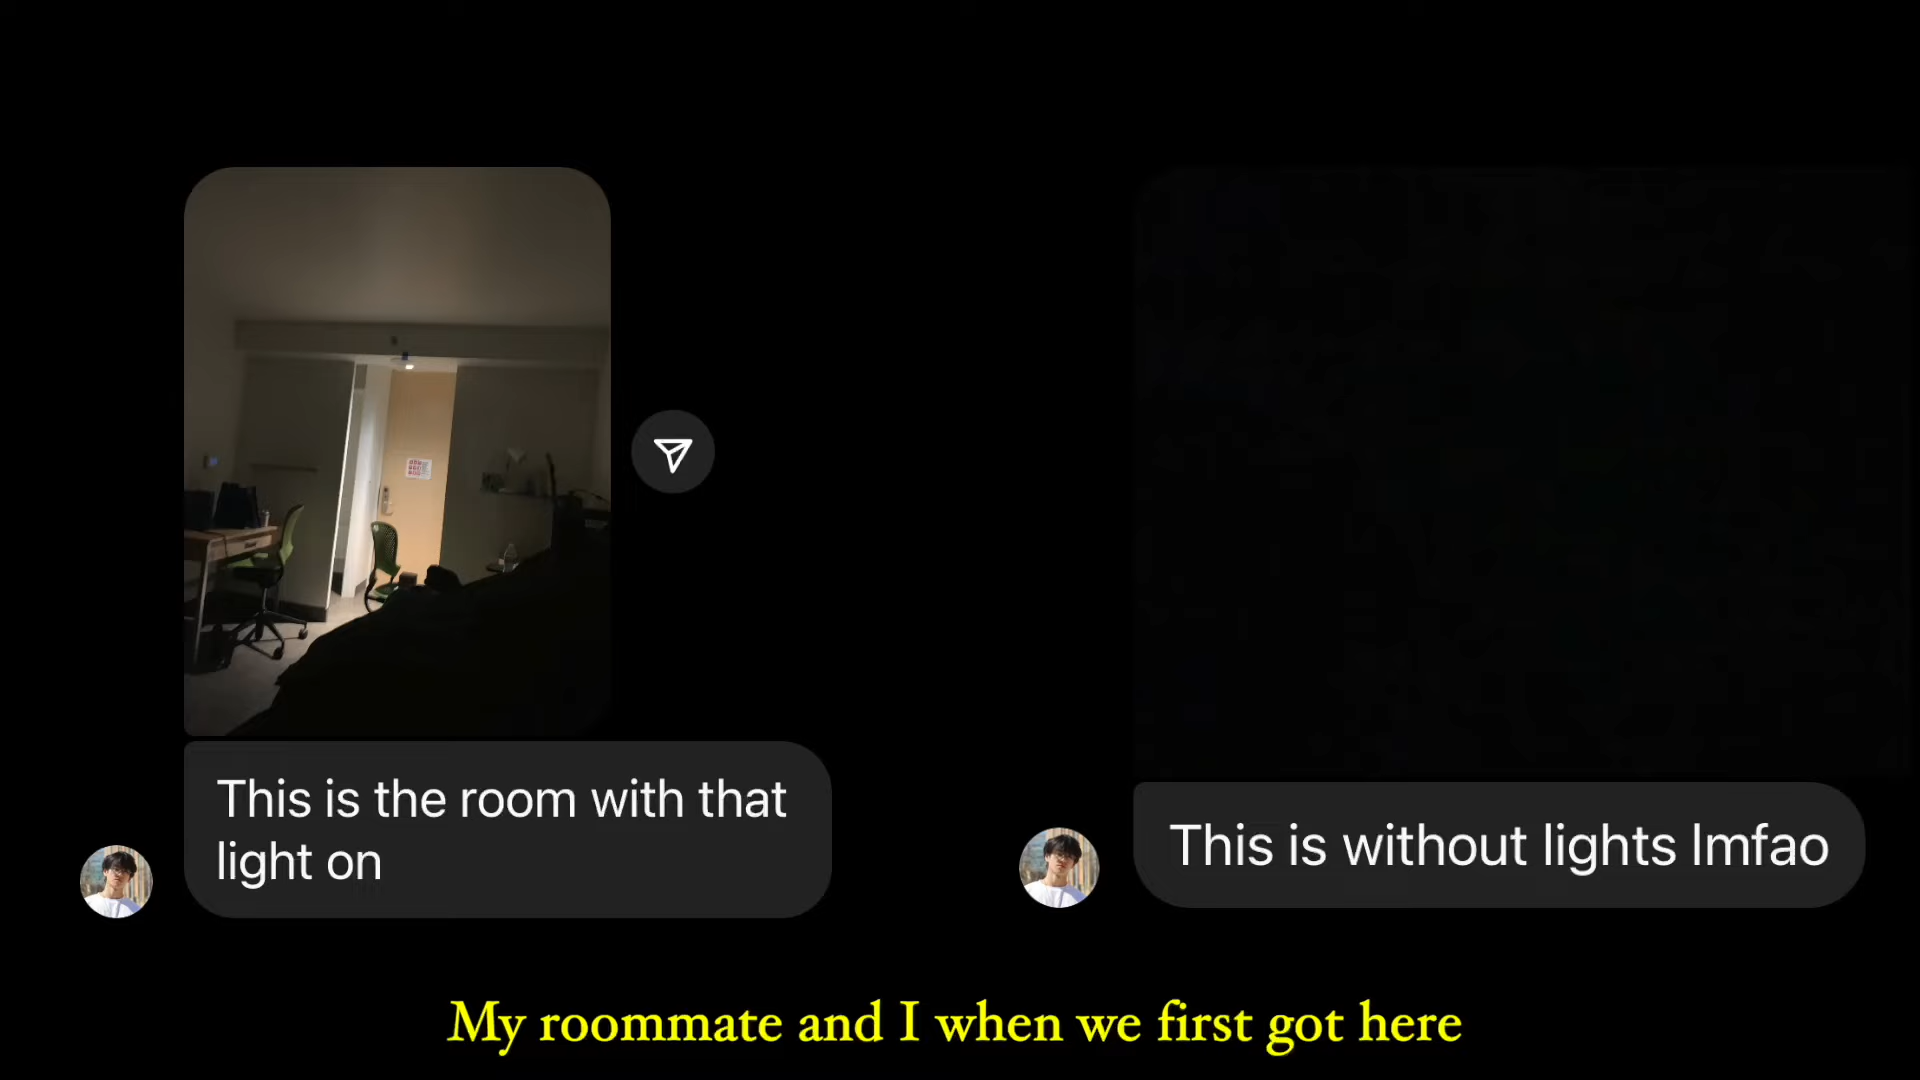 This is the room with that
light on
This is without lights lmfao
My roommate and I when we first got here